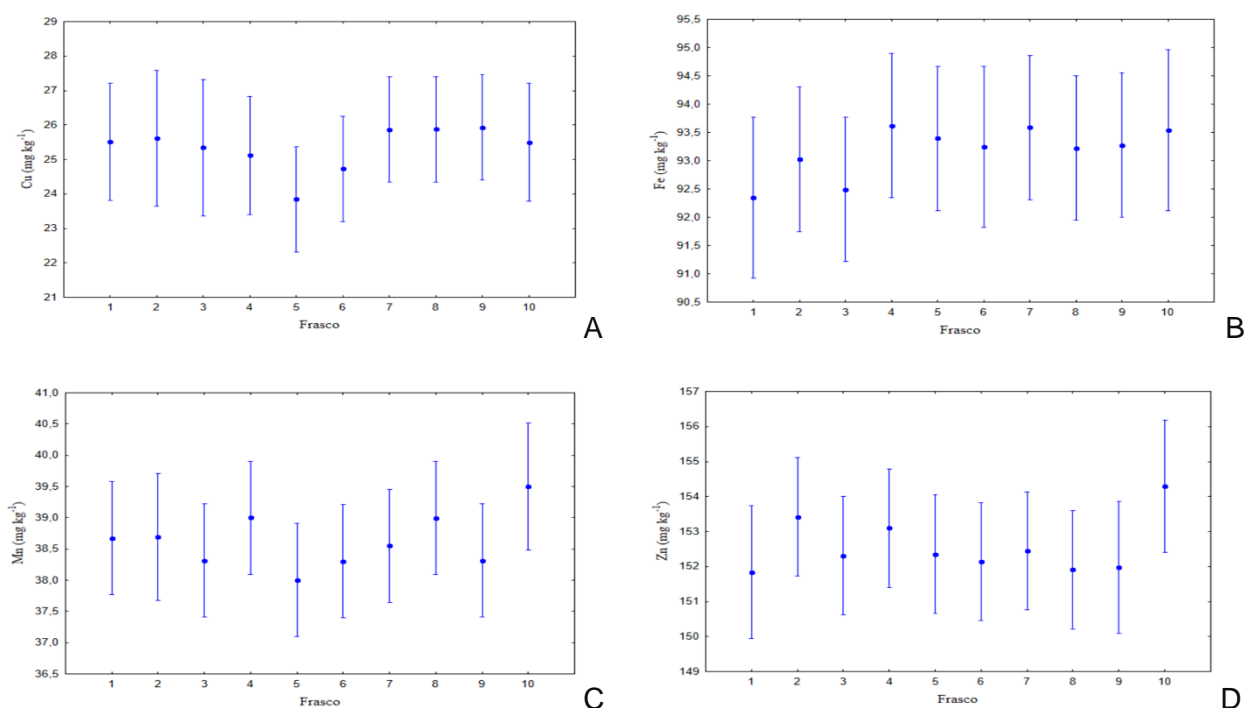 29
28
27
26
25
24
23
22
21
Cu (mg kg⁻¹)
1 2 3 4 5 6 7 8 9 10
Frasco
A
95,5
95,0
94,5
94,0
93,5
93,0
92,5
92,0
91,5
91,0
90,5
Fe (mg kg⁻¹)
1 2 3 4 5 6 7 8 9 10
Frasco
B
41,0
40,5
40,0
39,5
39,0
38,5
38,0
37,5
37,0
36,5
Mn (mg kg⁻¹)
1 2 3 4 5 6 7 8 9 10
Frasco
C
157
156
155
154
153
152
151
150
149
Zn (mg kg⁻¹)
1 2 3 4 5 6 7 8 9 10
Frasco
D